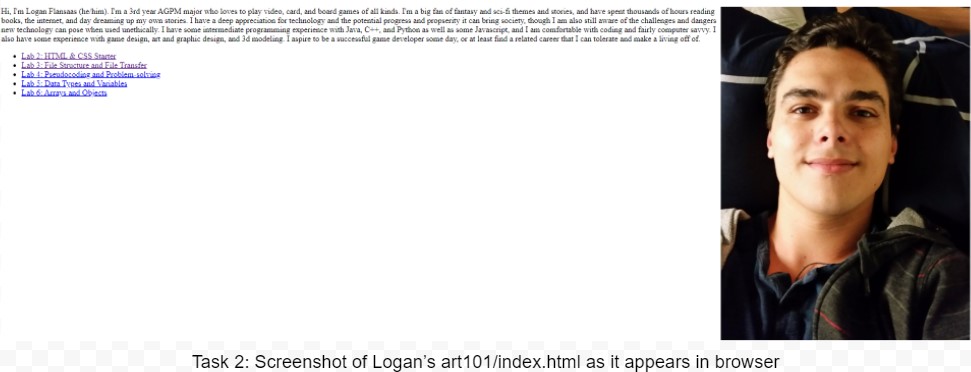 Hi, I'm Logan Flansaas (he/him). I'm a 3rd year AGPM major who loves to play video, card, and board games of all kinds. I'm a big fan of fantasy and sci-fi themes and stories, and have spent thousands of hours reading
books, the internet, and day dreaming up my own stories. I have a deep appreciation for technology and the potential progress and propserity it can bring society, though I am also still aware of the challenges and dangers
new technology can pose when used unethically. I have some intermediate programming experience with Java, C++, and Python as well as some Javascript, and I am comfortable with coding and fairly computer savvy. I
also have some experience with game design, art and graphic design, and 3d modeling. I aspire to be a successful game developer some day, or at least find a related career that I can tolerate and make a living off of.
• Lab 2: HTML & CSS Starter
• Lab 3: File Structure and File Transfer
• Lab 4: Pseudocoding and Problem-solving
• Lab 5: Data Types and Variables
• Lab 6: Arrays and Objects
Task 2: Screenshot of Logan's art101/index.html as it appears in browser